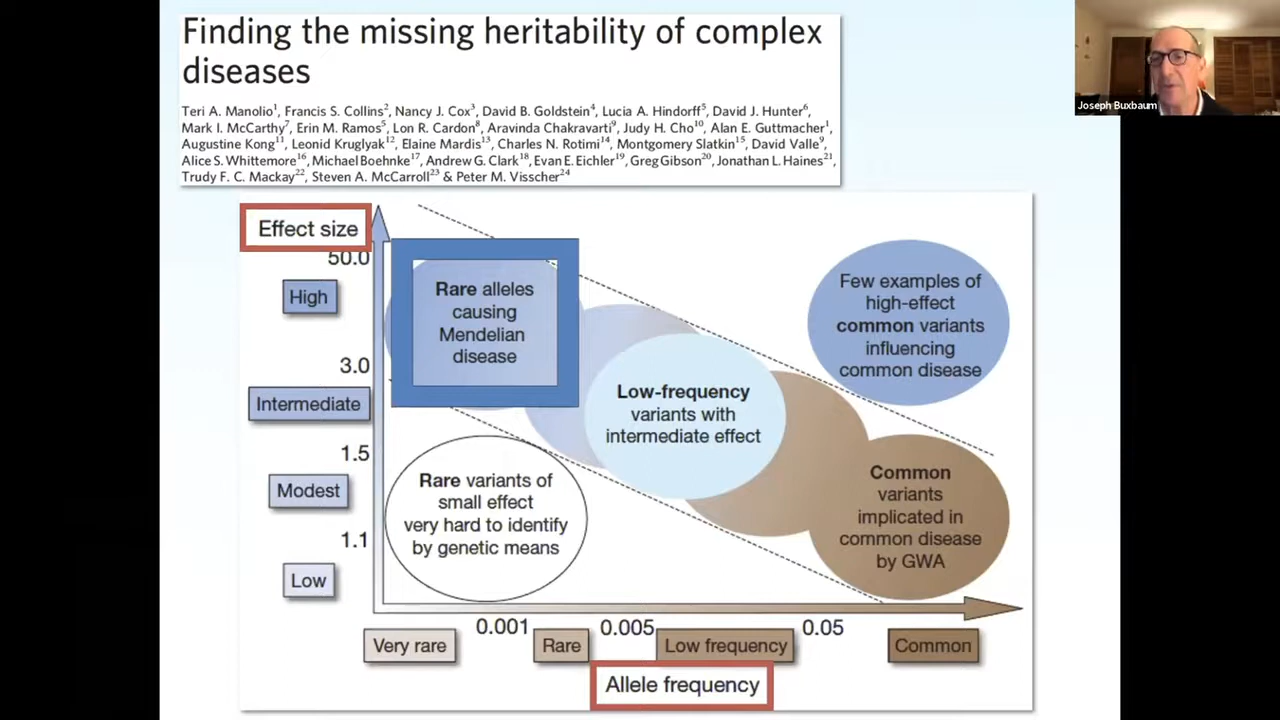 Finding the missing heritability of complex
diseases
Teri A. Manolio¹, Francis S. Collins², Nancy J. Cox³, David B. Goldstein⁴, Lucia A. Hindorff⁵, David J. Hunter⁶,
Mark I. McCarthy⁷, Erin M. Ramos⁵, Lon R. Cardon⁸, Aravinda Chakravarti⁹, Judy H. Cho¹⁰, Alan E. Guttmacher¹,
Augustine Kong¹¹, Leonid Kruglyak¹², Elaine Mardis¹³, Charles N. Rotimi¹⁴, Montgomery Slatkin¹⁵, David Valle⁹,
Alice S. Whittemore¹⁶, Michael Boehnke¹⁷, Andrew G. Clark¹⁸, Evan E. Eichler¹⁹, Greg Gibson²⁰, Jonathan L. Haines²¹,
Trudy F. C. Mackay²², Steven A. McCarroll²³ & Peter M. Visscher²⁴
Joseph Buxbaum
Effect size
50.0
High
3.0
Intermediate
1.5
Modest
1.1
Low
Rare alleles
causing
Mendelian
disease
Few examples of
high-effect
common variants
influencing
common disease
Low-frequency
variants with
intermediate effect
Rare variants of
small effect
very hard to identify
by genetic means
Common
variants
implicated in
common disease
by GWA
0.001
0.005
0.05
Very rare
Rare
Low frequency
Common
Allele frequency